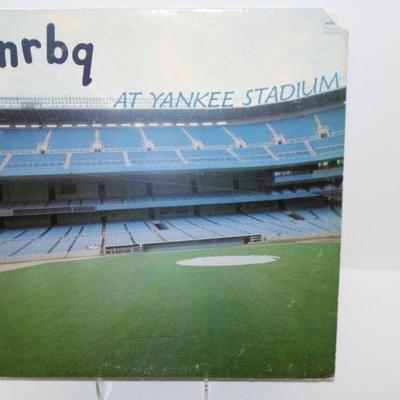 nrbq
AT YANKEE STADIUM